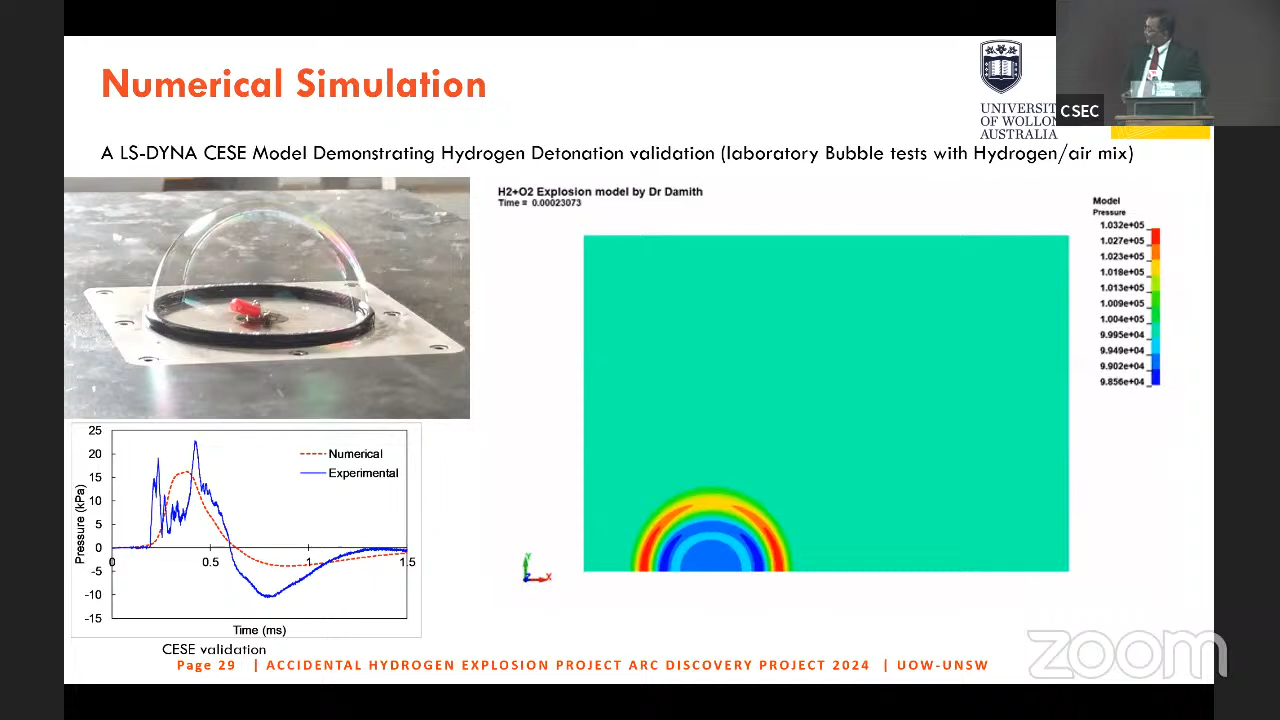 Numerical Simulation
UNIVERSIT
OF WOLLON
AUSTRALIA
CSEC
A LS-DYNA CESE Model Demonstrating Hydrogen Detonation validation (laboratory Bubble tests with Hydrogen/air mix)
H2+O2 Explosion model by Dr Damith
Time = 0.00023073
Model
Pressure
1.032e+05
1.027e+05
1.023e+05
1.018e+05
1.013e+05
1.009e+05
1.004e+05
9.995e+04
9.949e+04
9.902e+04
9.856e+04
Y
Z X
25
20
15
10
5
0
-5
-10
-15
Pressure (kPa)
Numerical
Experimental
0 0.5 1 1.5
Time (ms)
CESE validation
Page 29 | ACCIDENTAL HYDROGEN EXPLOSION PROJECT ARC DISCOVERY PROJECT 2024 | UOW-UNSW
zoom